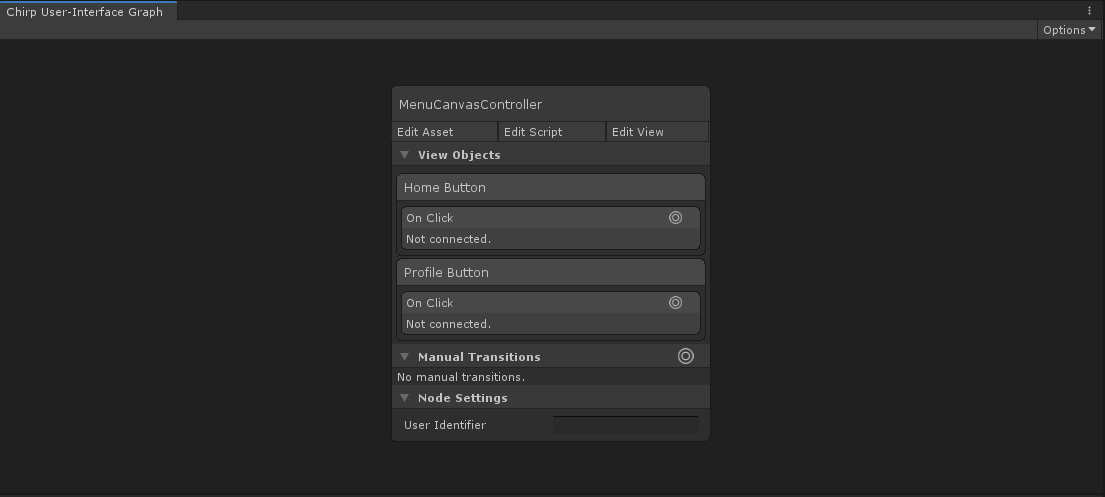 Chirp User-Interface Graph
Options
MenuCanvasController
Edit Asset Edit Script Edit View
View Objects
Home Button
On Click
Not connected.
Profile Button
On Click
Not connected.
Manual Transitions
No manual transitions.
Node Settings
User Identifier